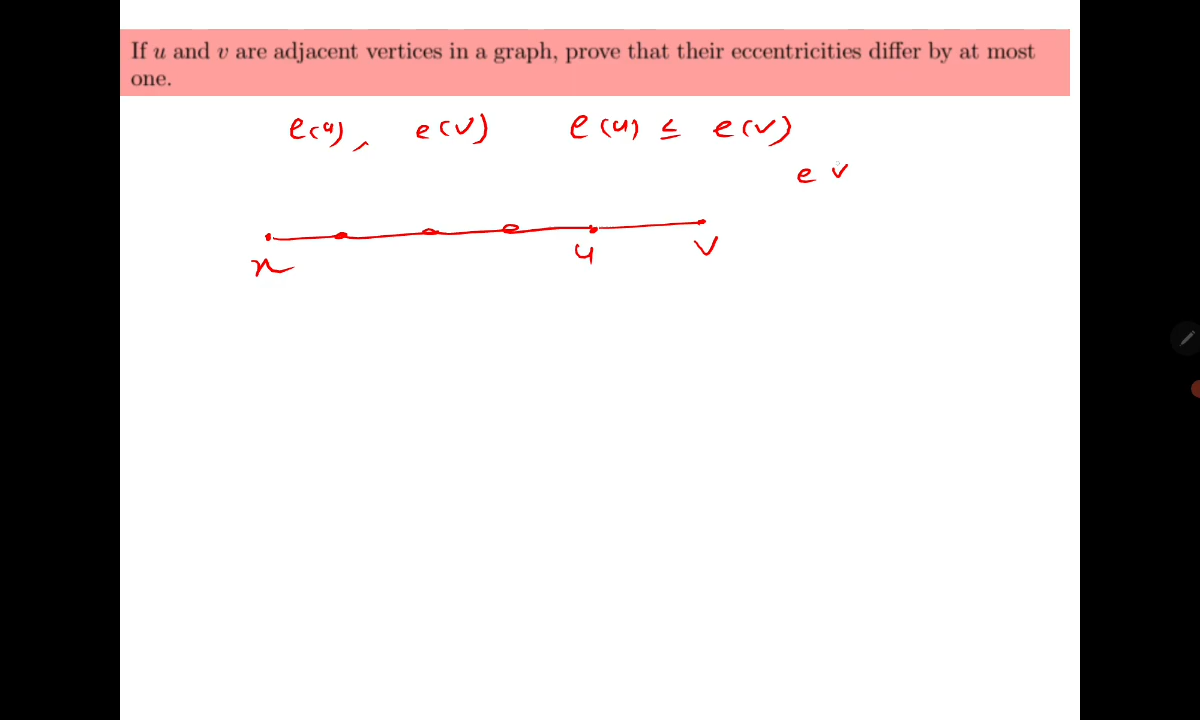 If u and v are adjacent vertices in a graph, prove that their eccentricities differ by at most
one.
e(u), e(v) e(u) ≤ e(v)
e v
x u v